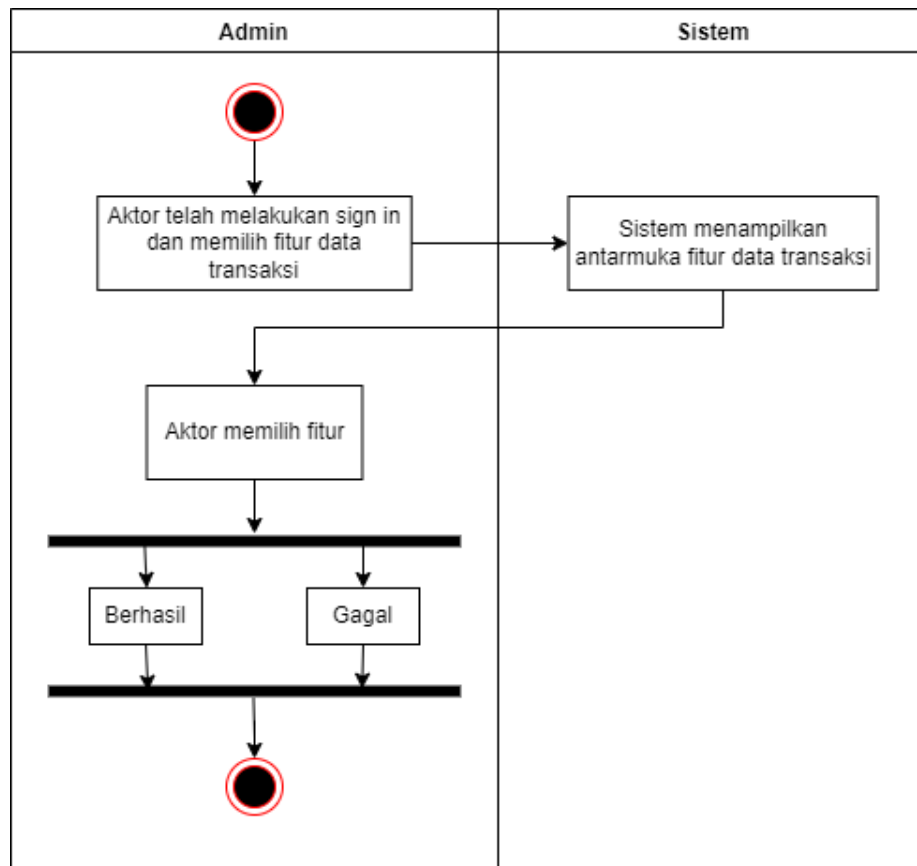 Admin
Sistem
Aktor telah melakukan sign in
dan memilih fitur data
transaksi
Sistem menampilkan
antarmuka fitur data transaksi
Aktor memilih fitur
Berhasil
Gagal